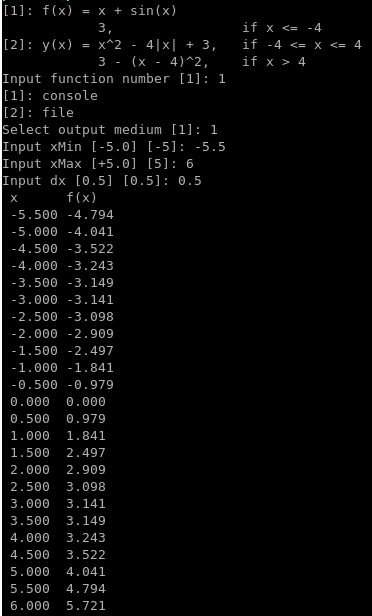 [1]: f(x) = x + sin(x)
            3,                if x <= -4
[2]: y(x) = x^2 - 4|x| + 3,   if -4 <= x <= 4
            3 - (x - 4)^2,    if x > 4
Input function number [1]: 1
[1]: console
[2]: file
Select output medium [1]: 1
Input xMin [-5.0] [-5]: -5.5
Input xMax [+5.0] [5]: 6
Input dx [0.5] [0.5]: 0.5
 x      f(x)
 -5.500 -4.794
 -5.000 -4.041
 -4.500 -3.522
 -4.000 -3.243
 -3.500 -3.149
 -3.000 -3.141
 -2.500 -3.098
 -2.000 -2.909
 -1.500 -2.497
 -1.000 -1.841
 -0.500 -0.979
 0.000  0.000
 0.500  0.979
 1.000  1.841
 1.500  2.497
 2.000  2.909
 2.500  3.098
 3.000  3.141
 3.500  3.149
 4.000  3.243
 4.500  3.522
 5.000  4.041
 5.500  4.794
 6.000  5.721